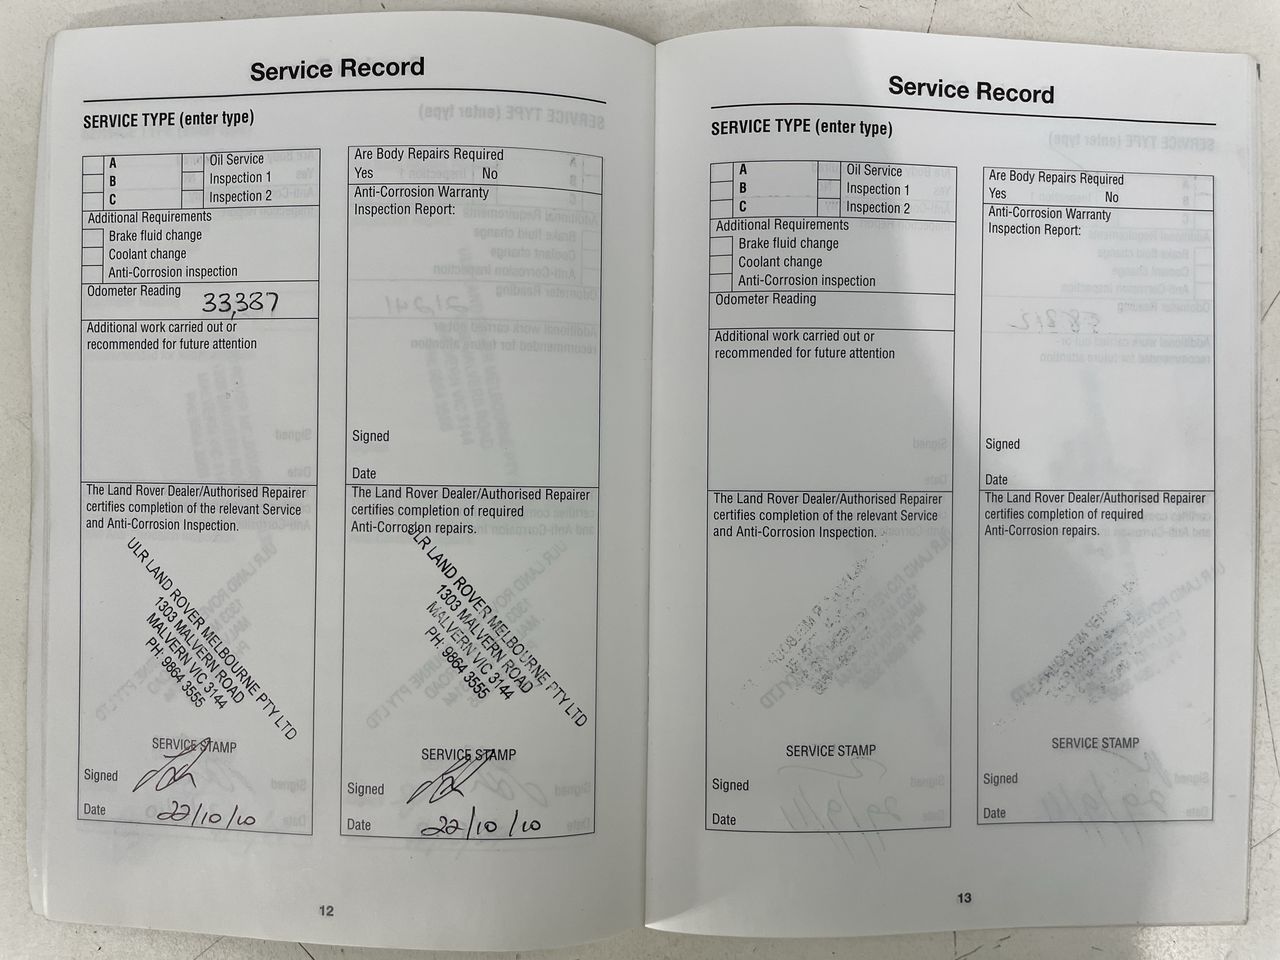 Service Record
SERVICE TYPE (enter type)
A
B
C
Oil Service
Inspection 1
Inspection 2
Additional Requirements
Brake fluid change
Coolant change
Anti-Corrosion inspection
Odometer Reading 33,387
Additional work carried out or
recommended for future attention
The Land Rover Dealer/Authorised Repairer
certifies completion of the relevant Service
and Anti-Corrosion Inspection.
ULR LAND ROVER MELBOURNE PTY LTD
1303 MALVERN ROAD
MALVERN VIC 3144
PH: 9864 3555
SERVICE STAMP
Signed
Date 22/10/10
Are Body Repairs Required
Yes No
Anti-Corrosion Warranty
Inspection Report:
Signed
Date
The Land Rover Dealer/Authorised Repairer
certifies completion of required
Anti-Corrosion repairs.
ULR LAND ROVER MELBOURNE PTY LTD
1303 MALVERN ROAD
MALVERN VIC 3144
PH: 9864 3555
SERVICE STAMP
Signed
Date 22/10/10
12
Service Record
SERVICE TYPE (enter type)
A
B
C
Oil Service
Inspection 1
Inspection 2
Additional Requirements
Brake fluid change
Coolant change
Anti-Corrosion inspection
Odometer Reading
Additional work carried out or
recommended for future attention
The Land Rover Dealer/Authorised Repairer
certifies completion of the relevant Service
and Anti-Corrosion Inspection.
SERVICE STAMP
Signed
Date
Are Body Repairs Required
Yes No
Anti-Corrosion Warranty
Inspection Report:
Signed
Date
The Land Rover Dealer/Authorised Repairer
certifies completion of required
Anti-Corrosion repairs.
SERVICE STAMP
Signed
Date
13